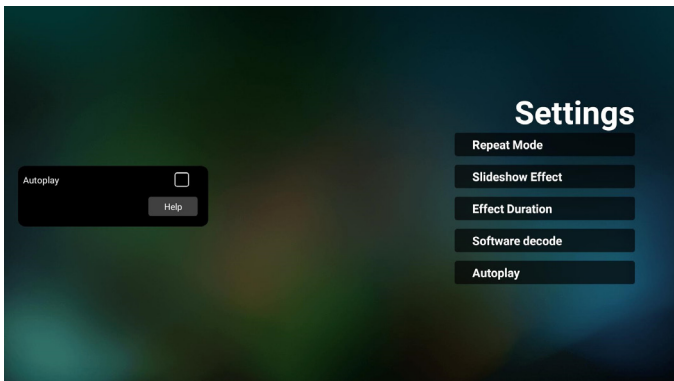 Settings
Repeat Mode
Slideshow Effect
Effect Duration
Software decode
Autoplay
Autoplay
Help